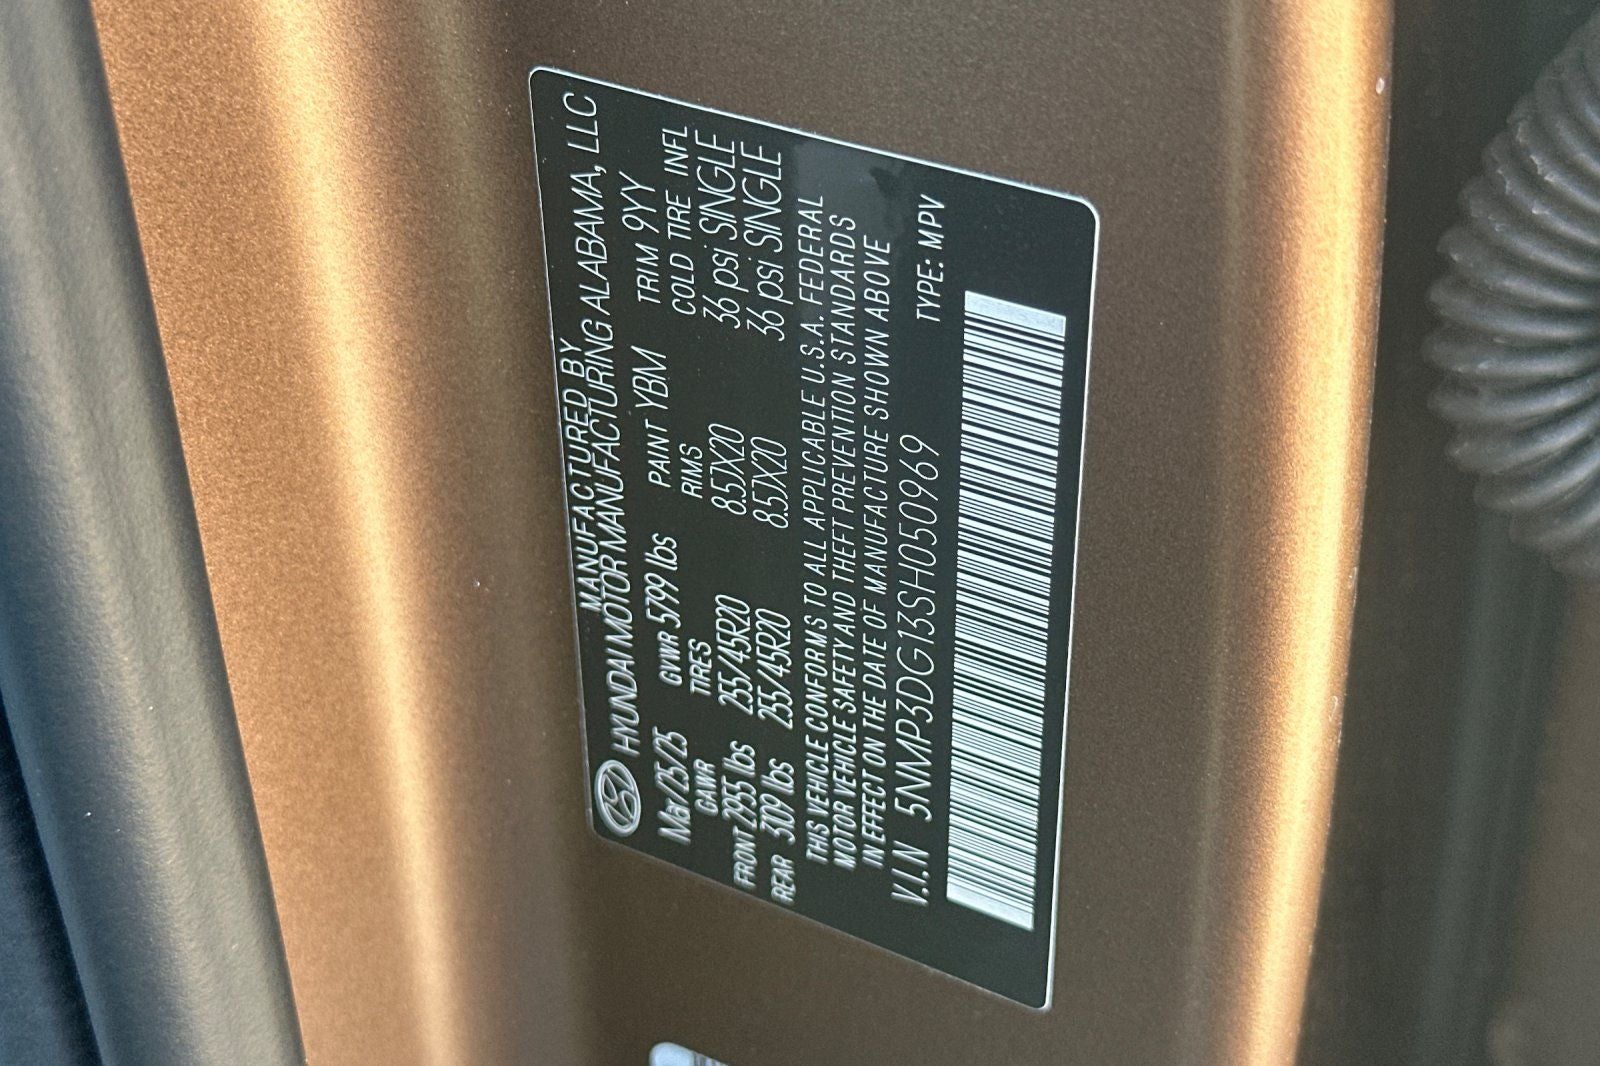 MANUFACTURED BY
HYUNDAI MOTOR MANUFACTURING ALABAMA, LLC
Mar/25/25 GVWR 5799 lbs PAINT YBM TRIM 9YY
GAWR TIRES RIMS COLD TIRE INFL
FRONT 2955 lbs 255/45R20 8.5JX20 36 psi SINGLE
REAR 3109 lbs 255/45R20 8.5JX20 36 psi SINGLE
THIS VEHICLE CONFORMS TO ALL APPLICABLE U.S.A. FEDERAL
MOTOR VEHICLE SAFETY AND THEFT PREVENTION STANDARDS
IN EFFECT ON THE DATE OF MANUFACTURE SHOWN ABOVE
V.I.N 5NMP3DG13SH050969 TYPE: MPV